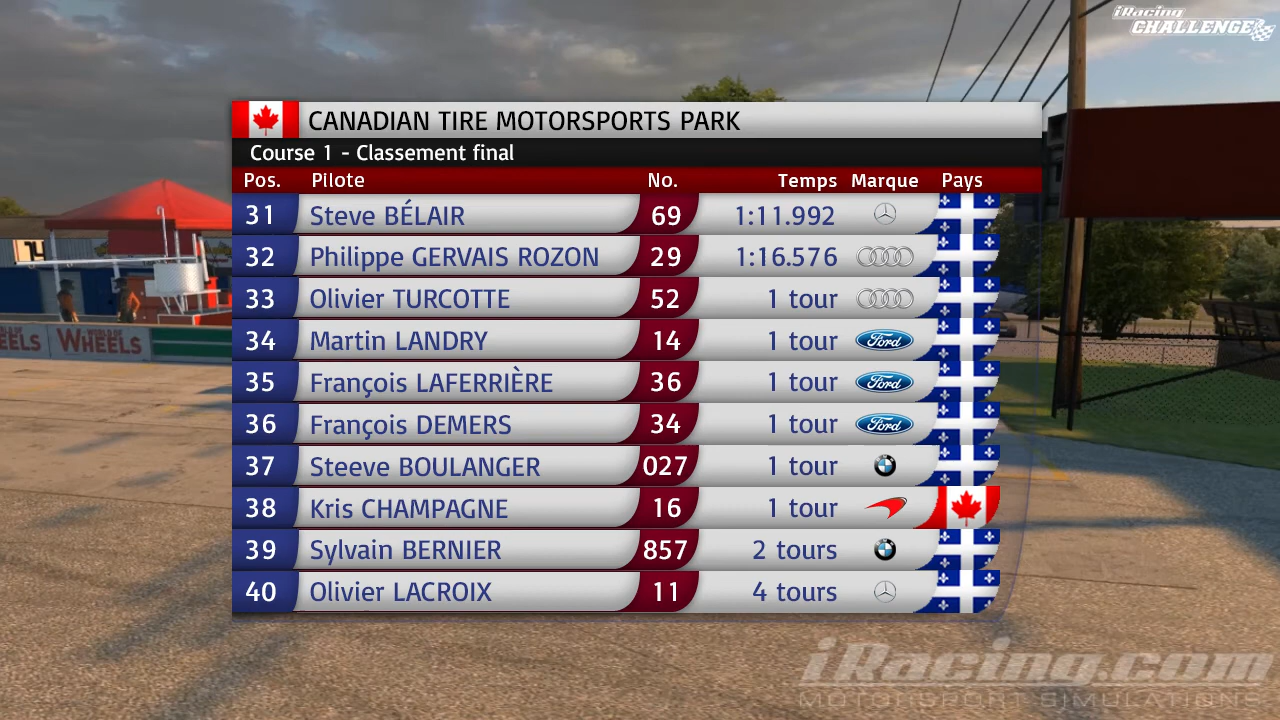 iRacing
CHALLENGE
CANADIAN TIRE MOTORSPORTS PARK
Course 1 - Classement final
Pos. Pilote No. Temps Marque Pays
31 Steve BÉLAIR 69 1:11.992
32 Philippe GERVAIS ROZON 29 1:16.576
33 Olivier TURCOTTE 52 1 tour
34 Martin LANDRY 14 1 tour Ford
35 François LAFERRIÈRE 36 1 tour Ford
36 François DEMERS 34 1 tour Ford
37 Steeve BOULANGER 027 1 tour
38 Kris CHAMPAGNE 16 1 tour
39 Sylvain BERNIER 857 2 tours
40 Olivier LACROIX 11 4 tours
WORLD OF
WHEELS
iRacing.com
MOTORSPORT SIMULATIONS